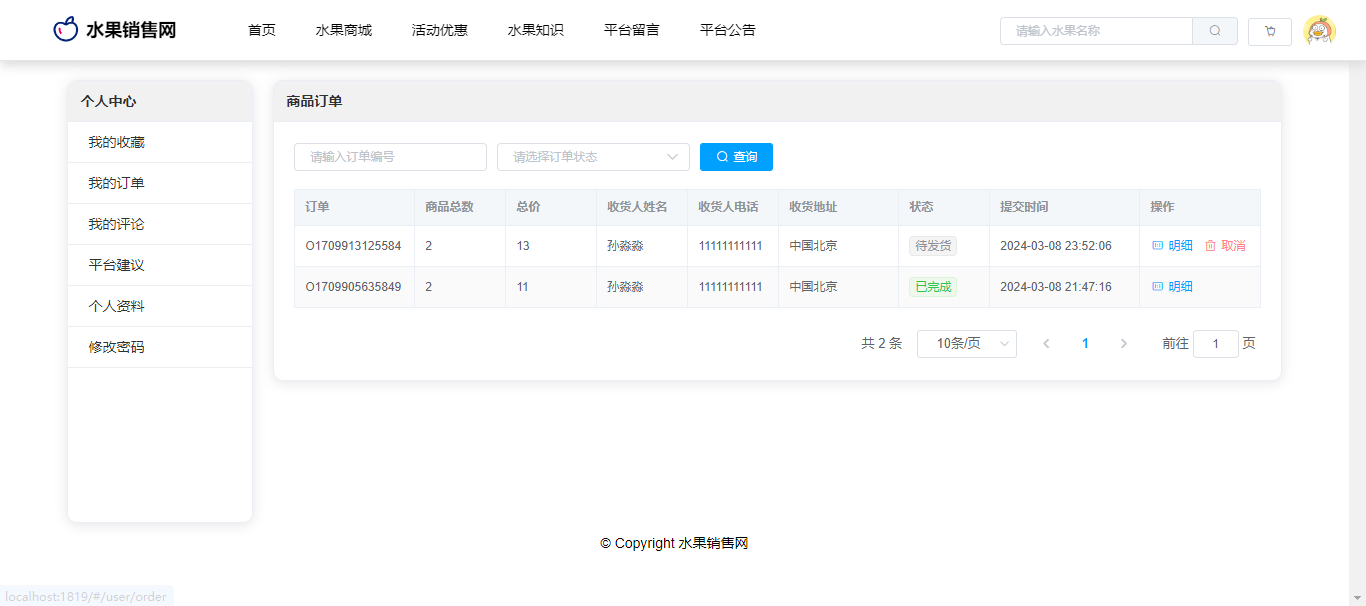 水果销售网 首页 水果商城 活动优惠 水果知识 平台留言 平台公告 请输入水果名称
个人中心
我的收藏
我的订单
我的评论
平台建议
个人资料
修改密码
商品订单
请输入订单编号 请选择订单状态 查询
订单 商品总数 总价 收货人姓名 收货人电话 收货地址 状态 提交时间 操作
O1709913125584 2 13 孙淼淼 11111111111 中国北京 待发货 2024-03-08 23:52:06 明细 取消
O1709905635849 2 11 孙淼淼 11111111111 中国北京 已完成 2024-03-08 21:47:16 明细
共 2 条 10条/页 1 前往 1 页
© Copyright 水果销售网
localhost:1819/#/user/order